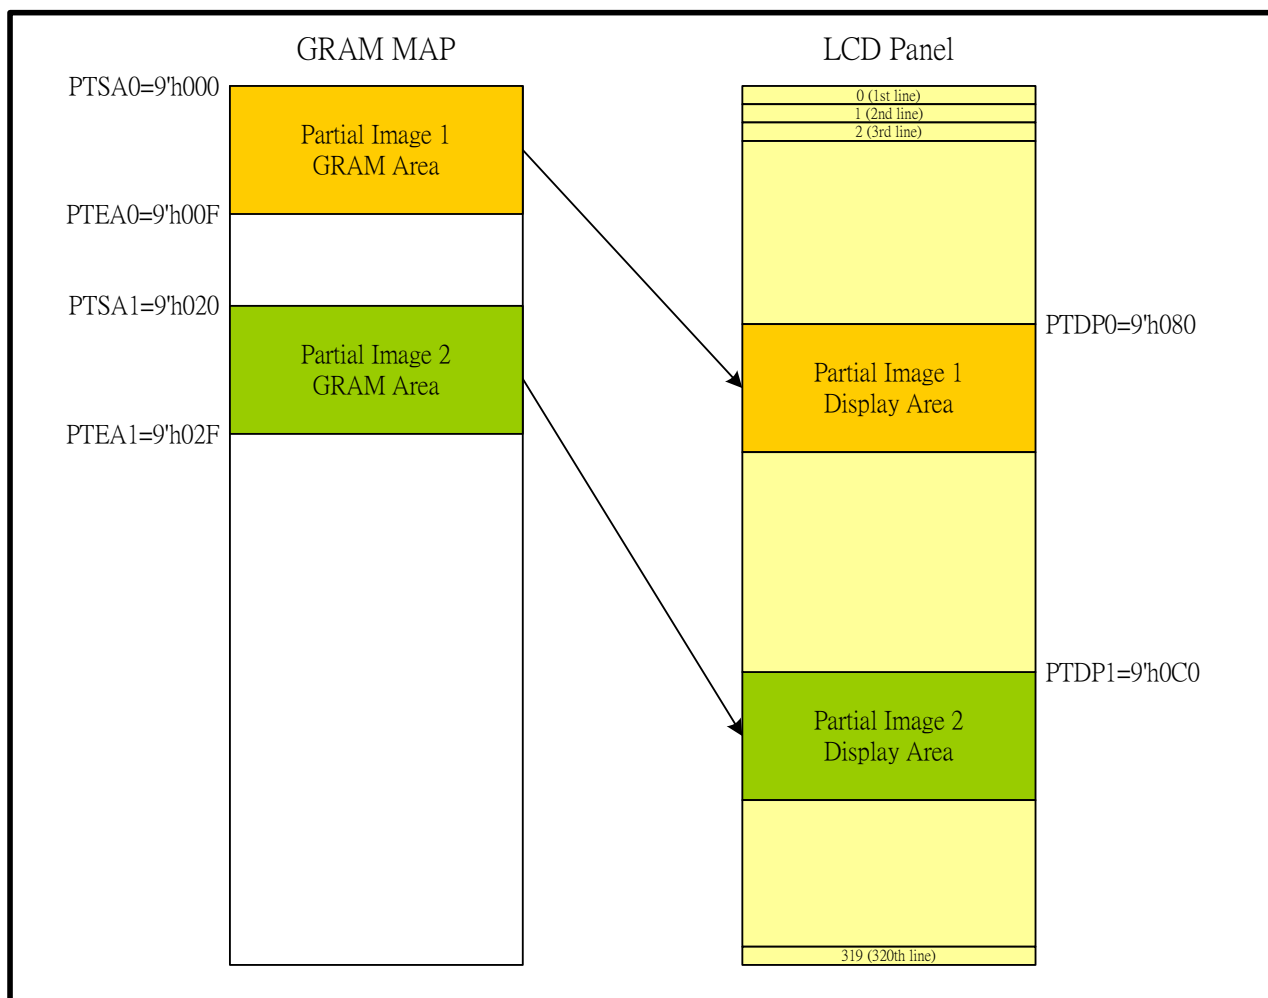 GRAM MAP
PTSA0=9'h000
Partial Image 1
GRAM Area
PTEA0=9'h00F
PTSA1=9'h020
Partial Image 2
GRAM Area
PTEA1=9'h02F
LCD Panel
0 (1st line)
1 (2nd line)
2 (3rd line)
PTDP0=9'h080
Partial Image 1
Display Area
PTDP1=9'h0C0
Partial Image 2
Display Area
319 (320th line)